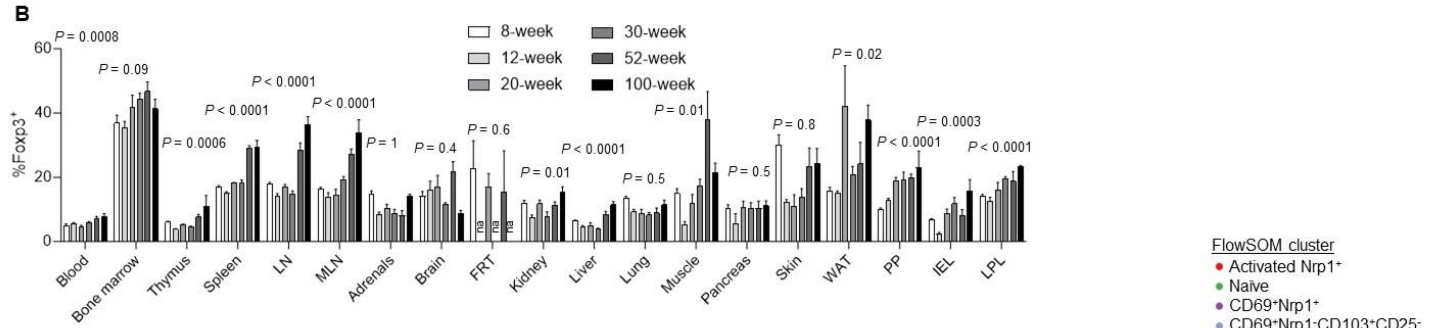 B
8-week
12-week
20-week
30-week
52-week
100-week
%Foxp3⁺
60
40
20
0
P = 0.0008
P = 0.09
P = 0.0006
P < 0.0001
P < 0.0001
P < 0.0001
P = 1
P = 0.4
P = 0.6
P = 0.01
P < 0.0001
P = 0.5
P = 0.01
P = 0.5
P = 0.8
P = 0.02
P < 0.0001
P = 0.0003
P < 0.0001
na
na
na
Blood
Bone marrow
Thymus
Spleen
LN
MLN
Adrenals
Brain
FRT
Kidney
Liver
Lung
Muscle
Pancreas
Skin
WAT
PP
IEL
LPL
FlowSOM cluster
Activated Nrp1⁺
Naïve
CD69⁺Nrp1⁺
CD69⁺Nrp1⁻CD103⁺CD25⁻